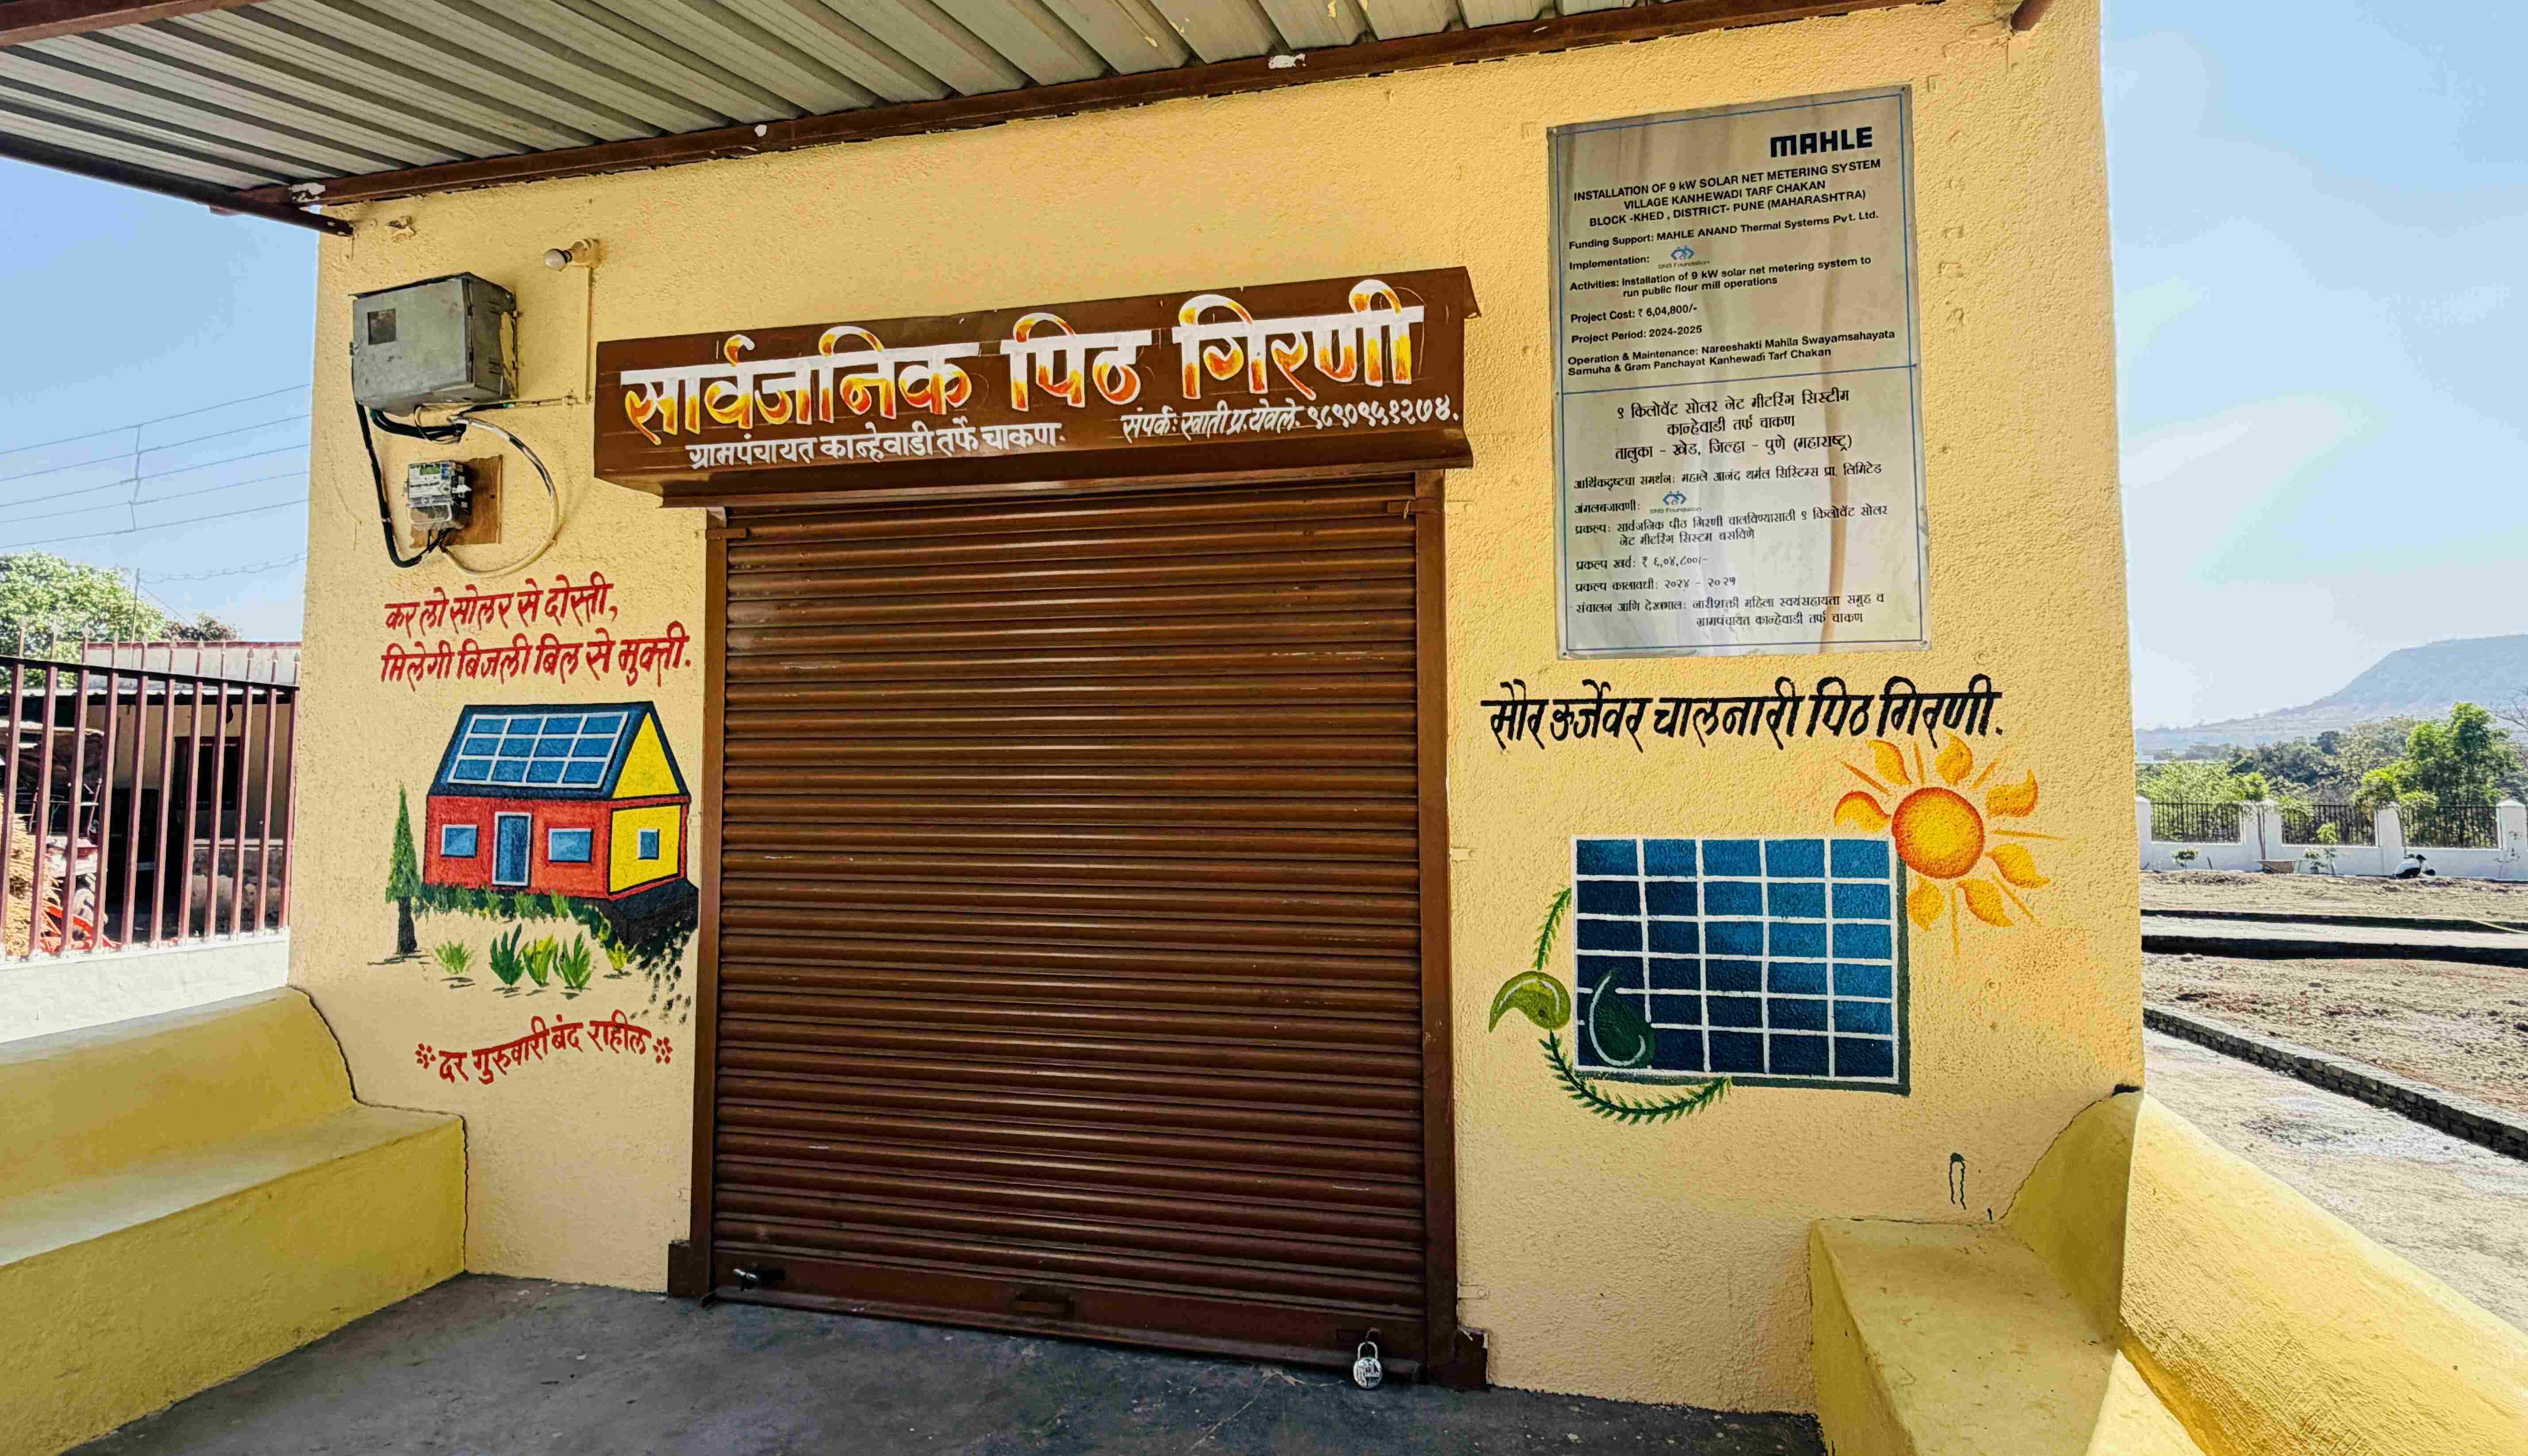 सार्वजनिक पिठ गिरणी
ग्रामपंचायत कान्हेवाडी तर्फे चाकण.
संपर्क: स्वाती प्र. येवले. ९८९०९५१२७४.
कर लो सोलर से दोस्ती,
मिलेगी बिजली बिल से मुक्ती.
दर गुरुवारी बंद राहील
MAHLE
INSTALLATION OF 9 kW SOLAR NET METERING SYSTEM
VILLAGE KANHEWADI TARF CHAKAN
BLOCK -KHED , DISTRICT- PUNE (MAHARASHTRA)
Funding Support: MAHLE ANAND Thermal Systems Pvt. Ltd.
Implementation: SNS Foundation
Activities: Installation of 9 kW solar net metering system to
run public flour mill operations
Project Cost: ₹ 6,04,800/-
Project Period: 2024-2025
Operation & Maintenance: Nareeshakti Mahila Swayamsahayata
Samuha & Gram Panchayat Kanhewadi Tarf Chakan
९ किलोवॅट सोलर नेट मीटरिंग सिस्टीम
कान्हेवाडी तर्फ चाकण
तालुका - खेड, जिल्हा - पुणे (महाराष्ट्र)
आर्थिकदृष्ट्या समर्थन: महाले आनंद थर्मल सिस्टिम्स प्रा. लिमिटेड
अंमलबजावणी: SNS Foundation
प्रकल्प: सार्वजनिक पीठ गिरणी चालविण्यासाठी ९ किलोवॅट सोलर
नेट मीटरिंग सिस्टम बसविणे
प्रकल्प खर्च: ₹ ६,०४,८००/-
प्रकल्प कालावधी: २०२४ - २०२५
संचालन आणि देखभाल: नारीशक्ती महिला स्वयंसहायता समूह व
ग्रामपंचायत कान्हेवाडी तर्फ चाकण
सौर ऊर्जेवर चालनारी पिठ गिरणी.